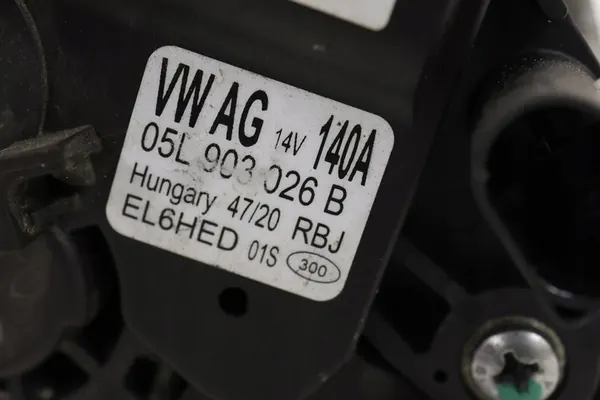 VW AG 14V 140A
05L 903 026 B
Hungary 47/20 RBJ
EL6HED 01S 300